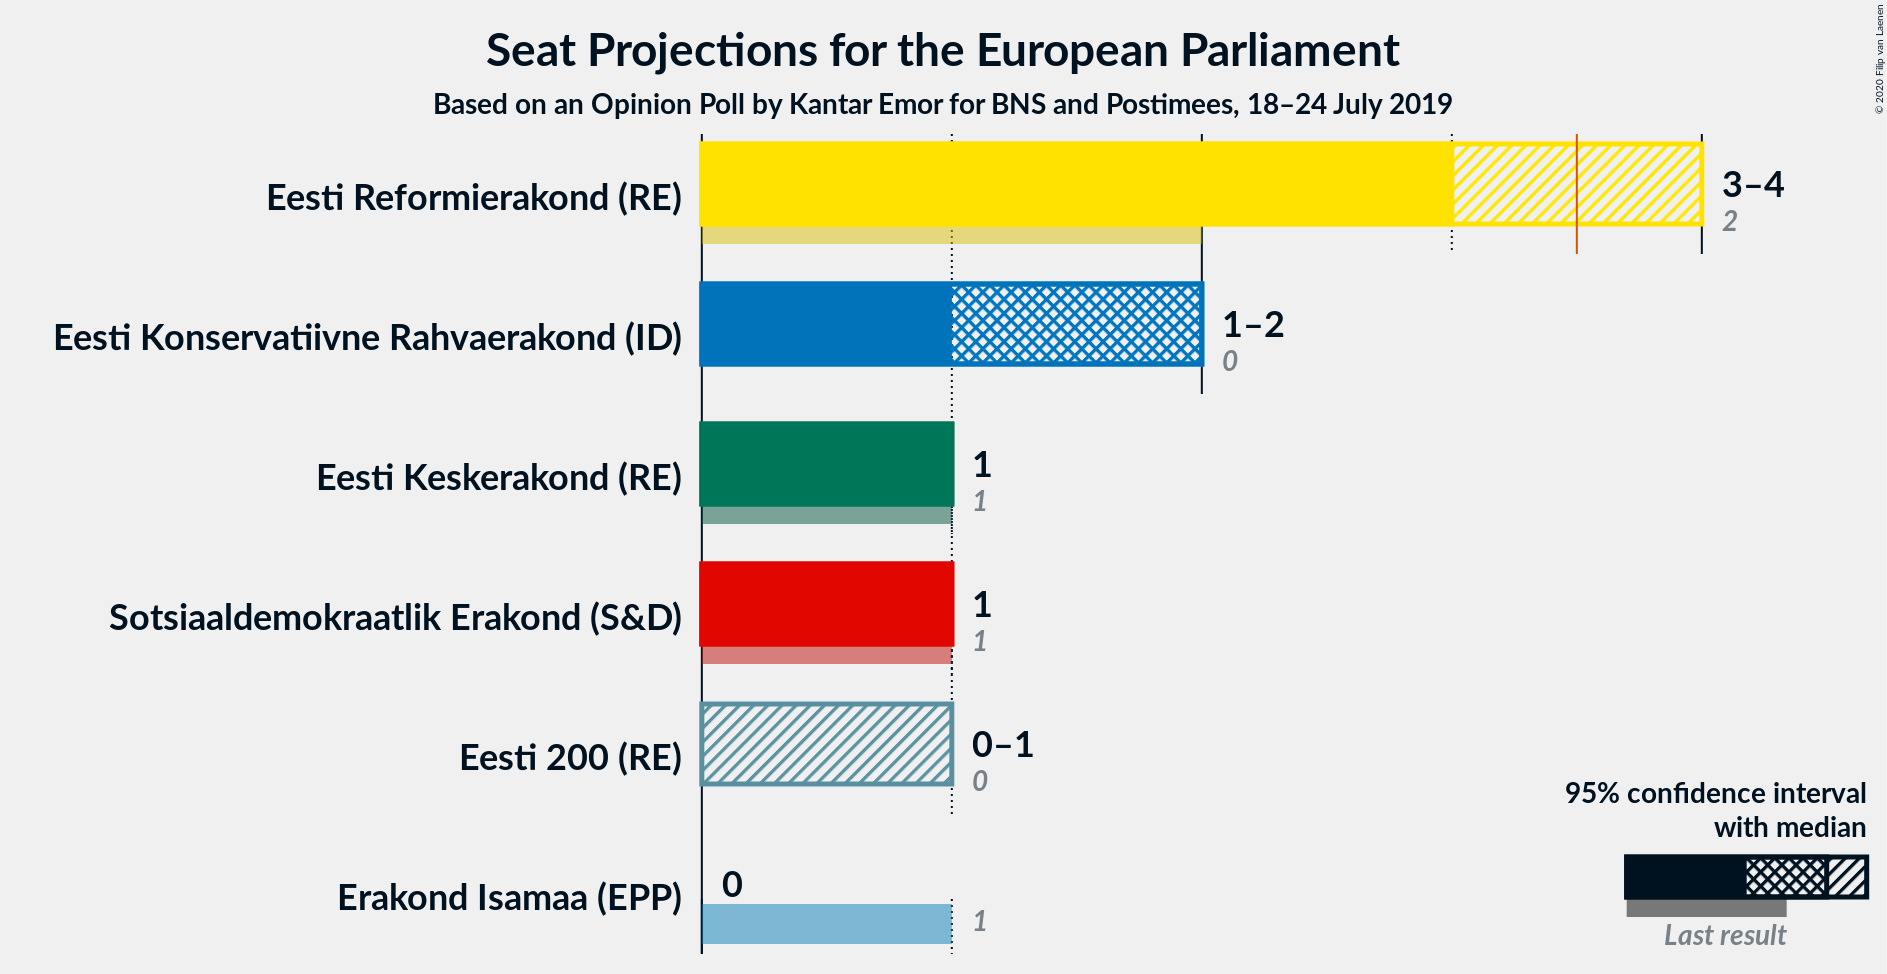 Seat Projections for the European Parliament
Based on an Opinion Poll by Kantar Emor for BNS and Postimees, 18–24 July 2019
© 2020 Filip van Laenen
Eesti Reformierakond (RE)
3–4
2
Eesti Konservatiivne Rahvaerakond (ID)
1–2
0
Eesti Keskerakond (RE)
1
1
Sotsiaaldemokraatlik Erakond (S&D)
1
1
Eesti 200 (RE)
0–1
0
Erakond Isamaa (EPP)
0
1
95% confidence interval
with median
Last result